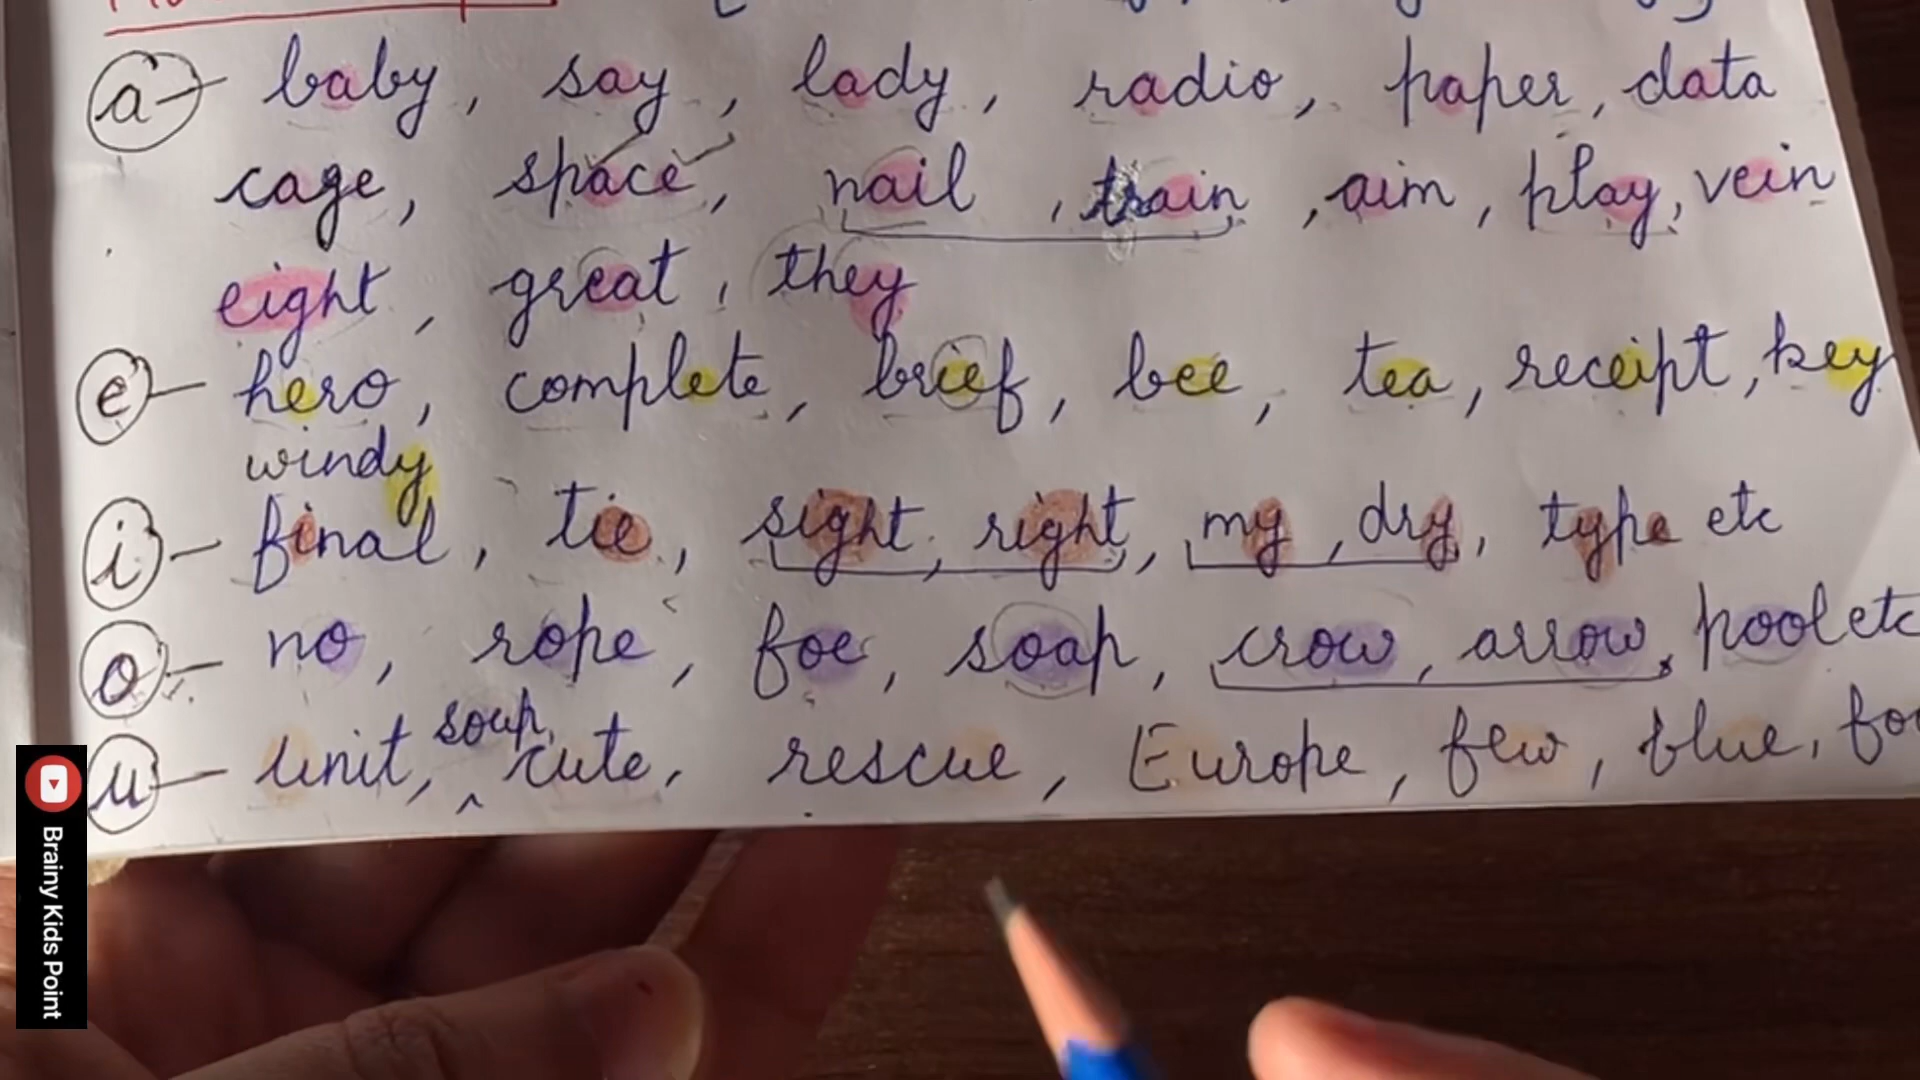 a - baby, say, lady, radio, paper, data
cage, space, nail, train, aim, play, vein
eight, great, they
e - hero, complete, brief, bee, tea, receipt, key
windy
i - final, tie, sight, right, my, dry, type etc
o - no, rope, foe, soap, crow, arrow, pool etc
soup,
u - unit, cute, rescue, Europe, few, blue,
Brainy Kids Point